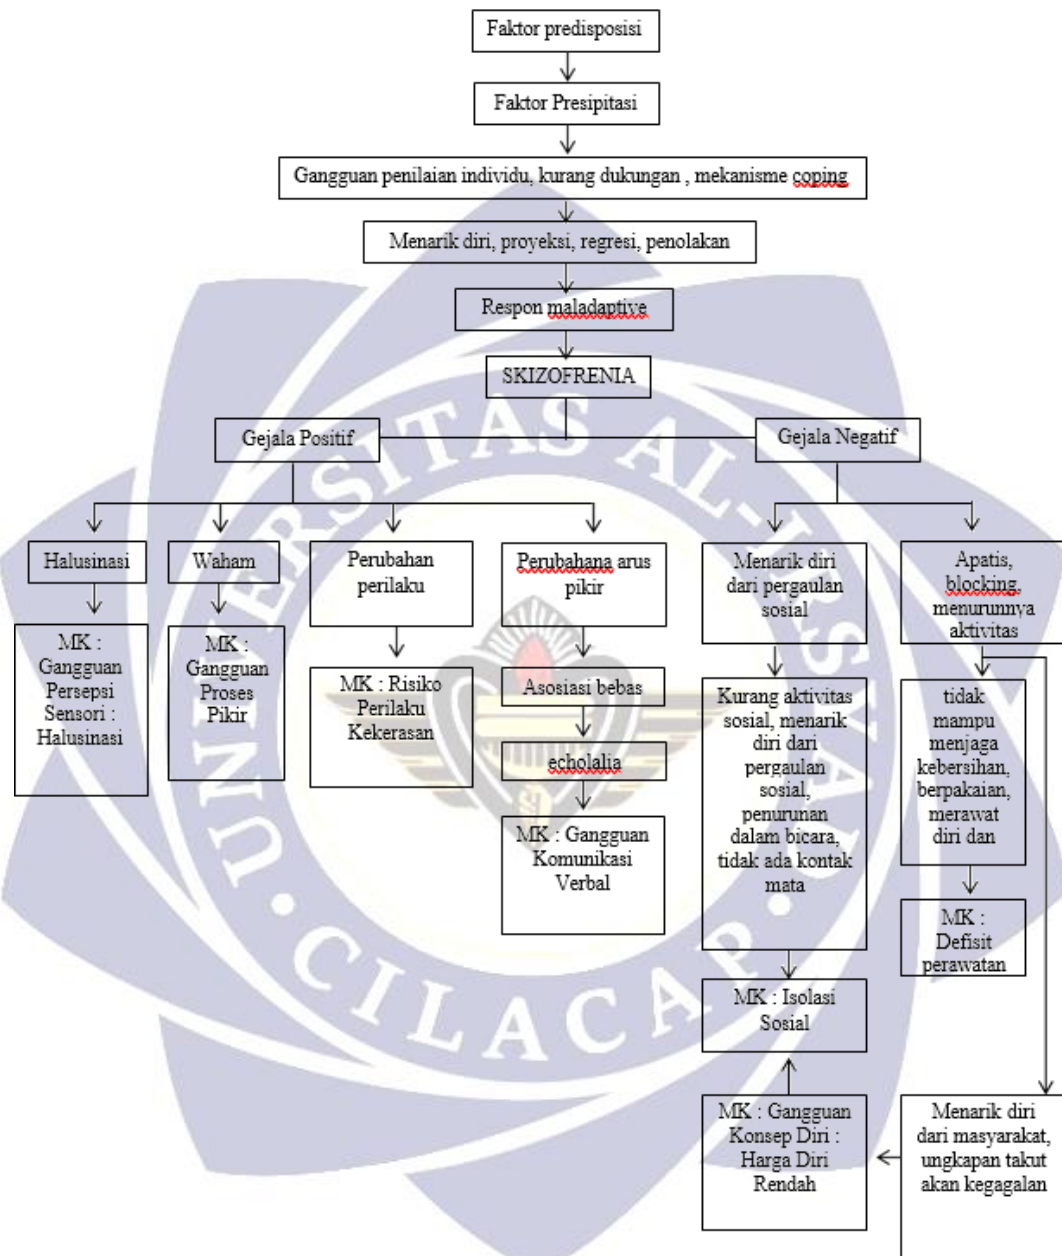 Faktor predisposisi
Faktor Presipitasi
Gangguan penilaian individu, kurang dukungan , mekanisme coping
Menarik diri, proyeksi, regresi, penolakan
Respon maladaptive
SKIZOFRENIA
Gejala Positif
Gejala Negatif
Halusinasi
Waham
Perubahan
perilaku
Perubahana arus
pikir
Menarik diri
dari pergaulan
sosial
Apatis,
blocking,
menurunnya
aktivitas
MK :
Gangguan
Persepsi
Sensori :
Halusinasi
MK :
Gangguan
Proses
Pikir
MK : Risiko
Perilaku
Kekerasan
Asosiasi bebas
echolalia
MK : Gangguan
Komunikasi
Verbal
Kurang aktivitas
sosial, menarik
diri dari
pergaulan
sosial,
penurunan
dalam bicara,
tidak ada kontak
mata
tidak
mampu
menjaga
kebersihan,
berpakaian,
merawat
diri dan
MK :
Defisit
perawatan
MK : Isolasi
Sosial
MK : Gangguan
Konsep Diri :
Harga Diri
Rendah
Menarik diri
dari masyarakat,
ungkapan takut
akan kegagalan
UNIVERSITAS AL-IRSYAD
CILACAP